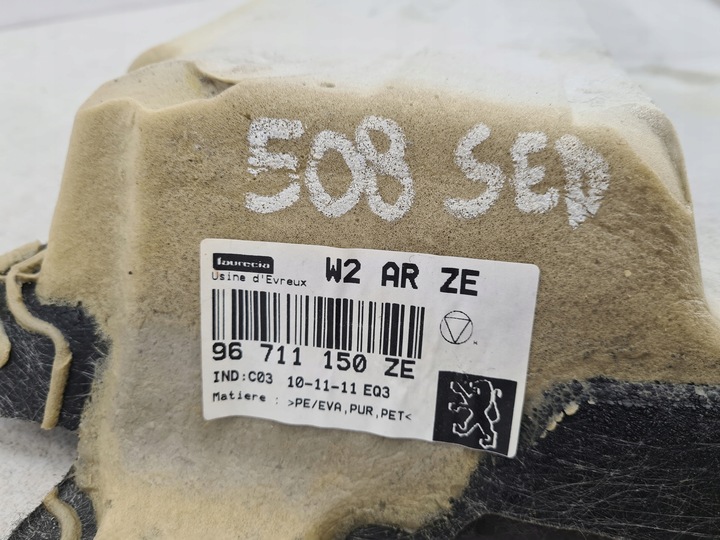 508 SED
faurecia
W2 AR ZE
Usine d'Evreux
96 711 150 ZE
IND:C03 10-11-11 EQ3
Matiere : >PE/EVA,PUR,PET<